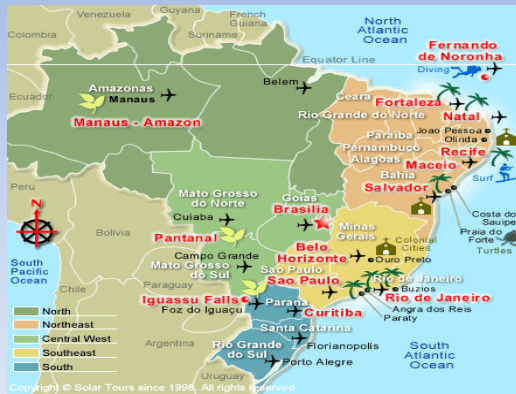 Venezuela
Guyana
French
Guiana
Suriname
Colombia
North
Atlantic
Ocean
Equator Line
Fernando
de Noronha
Diving
Ecuador
Amazonas
Manaus
Manaus - Amazon
Belem
Ceara
Fortaleza
Rio Grande do Norte
Natal
Joao Pessoa
Olinda
Paraiba
Pernambuco
Recife
Alagoas
Maceio
Surf
Bahia
Salvador
Peru
Mato Grosso
do Norte
Goias
Brasilia
Costa do
Sauipe
Praia do
Forte
Turtles
Cuiaba
Pantanal
Bolivia
Minas
Gerais
Colonial
Cities
Belo
Horizonte
Ouro Preto
N
South
Pacific
Ocean
Campo Grande
Mato Grosso
do Sul
Sao Paulo
Sao Paulo
Rio de Janeiro
Buzios
Rio de Janeiro
Angra dos Reis
Paraty
Chile
Paraguay
Iguassu Falls
Foz do Iguaçu
Parana
Curitiba
North
Northeast
Central West
Southeast
South
Santa Catarina
Florianopolis
Argentina
Rio Grande
do Sul
Porto Alegre
South
Atlantic
Ocean
Uruguay
Copyright © Solar Tours since 1998, All rights reserved.